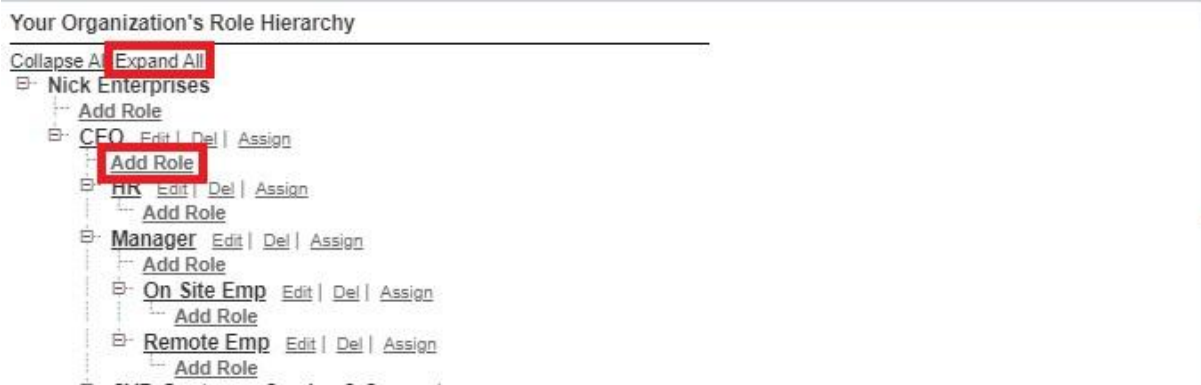 Your Organization's Role Hierarchy
Collapse Al Expand All
Nick Enterprises
Add Role
CEO Edit | Del | Assign
Add Role
HR Edit | Del | Assign
Add Role
Manager Edit | Del | Assign
Add Role
On Site Emp Edit | Del | Assign
Add Role
Remote Emp Edit | Del | Assign
Add Role